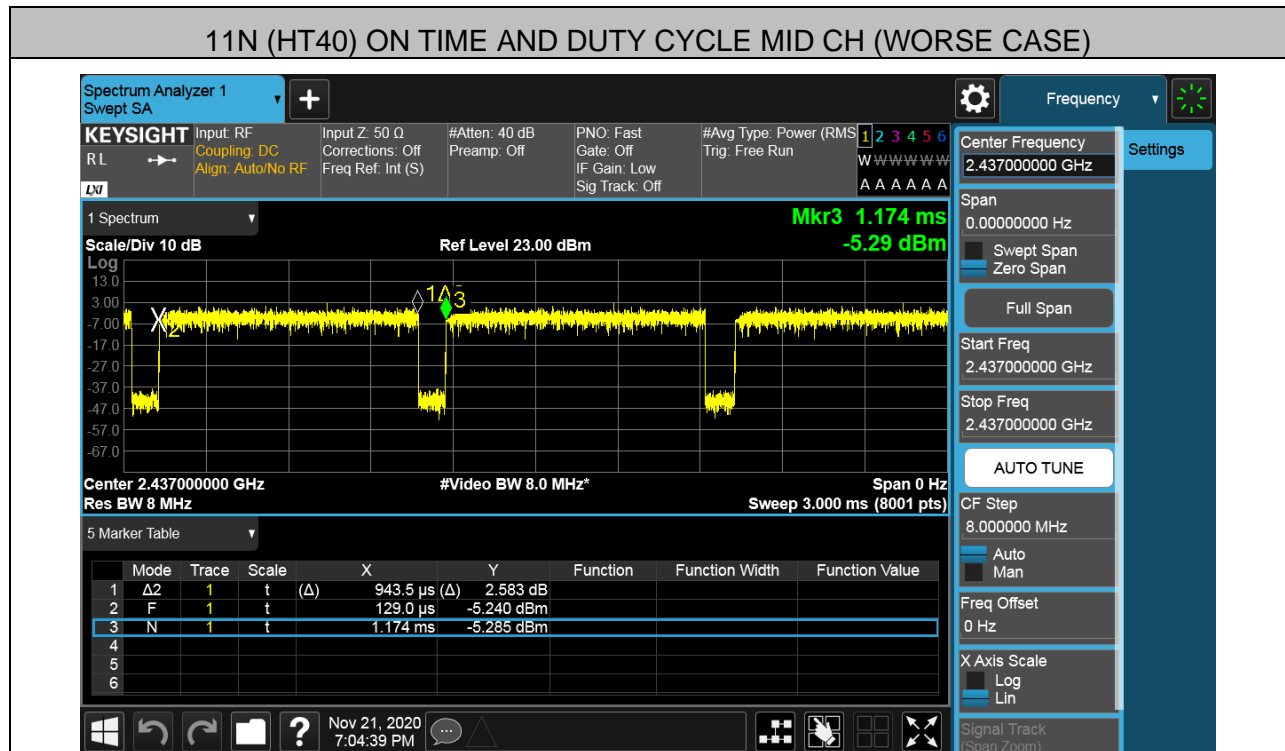 11N (HT40) ON TIME AND DUTY CYCLE MID CH (WORSE CASE)
Spectrum Analyzer 1
Swept SA
Frequency
KEYSIGHT Input: RF Input Z: 50 Ω #Atten: 40 dB PNO: Fast #Avg Type: Power (RMS 1 2 3 4 5 6
RL Coupling: DC Corrections: Off Preamp: Off Gate: Off Trig: Free Run
Align: Auto/No RF Freq Ref: Int (S) IF Gain: Low W W W W W W
LXI Sig Track: Off A A A A A A
1 Spectrum
Mkr3 1.174 ms
Scale/Div 10 dB Ref Level 23.00 dBm -5.29 dBm
Log
13.0
3.00
-7.00
-17.0
-27.0
-37.0
-47.0
-57.0
-67.0
1Δ3
X2
Center 2.437000000 GHz #Video BW 8.0 MHz* Span 0 Hz
Res BW 8 MHz Sweep 3.000 ms (8001 pts)
5 Marker Table
Mode Trace Scale X Y Function Function Width Function Value
1 Δ2 1 t (Δ) 943.5 µs (Δ) 2.583 dB
2 F 1 t 129.0 µs -5.240 dBm
3 N 1 t 1.174 ms -5.285 dBm
4
5
6
?
Nov 21, 2020
7:04:39 PM
Center Frequency
2.437000000 GHz
Settings
Span
0.00000000 Hz
Swept Span
Zero Span
Full Span
Start Freq
2.437000000 GHz
Stop Freq
2.437000000 GHz
AUTO TUNE
CF Step
8.000000 MHz
Auto
Man
Freq Offset
0 Hz
X Axis Scale
Log
Lin
Signal Track
(Span Zoom)